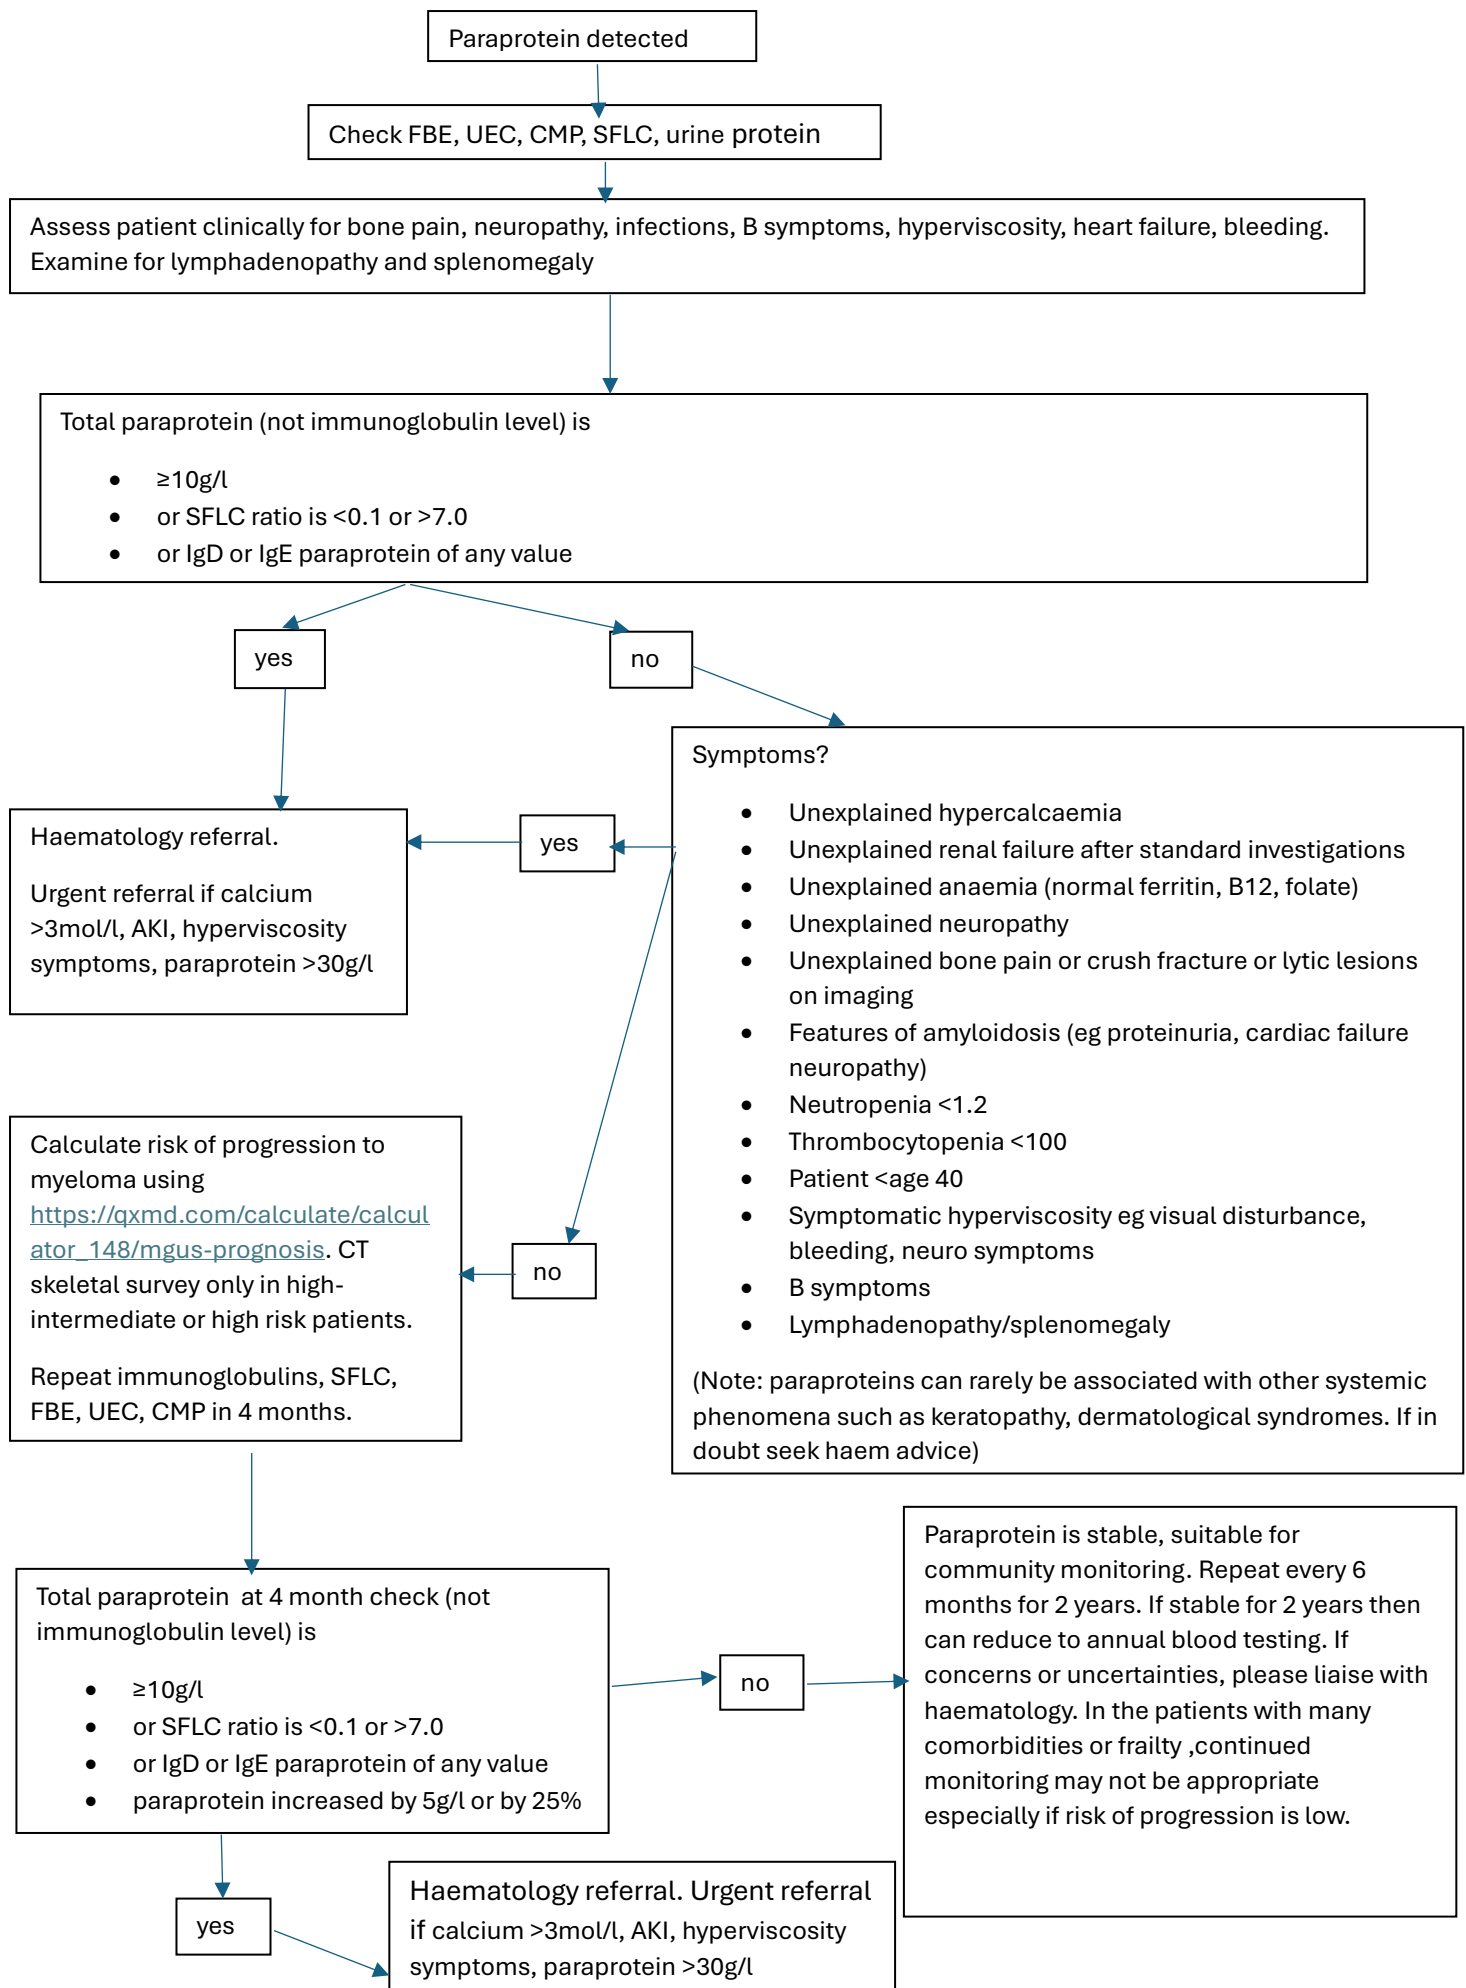 Paraprotein detected
Check FBE, UEC, CMP, SFLC, urine protein
Assess patient clinically for bone pain, neuropathy, infections, B symptoms, hyperviscosity, heart failure, bleeding.
Examine for lymphadenopathy and splenomegaly
Total paraprotein (not immunoglobulin level) is
• ≥10g/l
• or SFLC ratio is <0.1 or >7.0
• or IgD or IgE paraprotein of any value
yes
no
Symptoms?
• Unexplained hypercalcaemia
• Unexplained renal failure after standard investigations
• Unexplained anaemia (normal ferritin, B12, folate)
• Unexplained neuropathy
• Unexplained bone pain or crush fracture or lytic lesions
on imaging
• Features of amyloidosis (eg proteinuria, cardiac failure
neuropathy)
• Neutropenia <1.2
• Thrombocytopenia <100
• Patient <age 40
• Symptomatic hyperviscosity eg visual disturbance,
bleeding, neuro symptoms
• B symptoms
• Lymphadenopathy/splenomegaly
(Note: paraproteins can rarely be associated with other systemic
phenomena such as keratopathy, dermatological syndromes. If in
doubt seek haem advice)
yes
Haematology referral.
Urgent referral if calcium
>3mol/l, AKI, hyperviscosity
symptoms, paraprotein >30g/l
no
Calculate risk of progression to
myeloma using
https://qxmd.com/calculate/calcul
ator_148/mgus-prognosis. CT
skeletal survey only in high-
intermediate or high risk patients.
Repeat immunoglobulins, SFLC,
FBE, UEC, CMP in 4 months.
Total paraprotein at 4 month check (not
immunoglobulin level) is
• ≥10g/l
• or SFLC ratio is <0.1 or >7.0
• or IgD or IgE paraprotein of any value
• paraprotein increased by 5g/l or by 25%
no
Paraprotein is stable, suitable for
community monitoring. Repeat every 6
months for 2 years. If stable for 2 years then
can reduce to annual blood testing. If
concerns or uncertainties, please liaise with
haematology. In the patients with many
comorbidities or frailty ,continued
monitoring may not be appropriate
especially if risk of progression is low.
yes
Haematology referral. Urgent referral
if calcium >3mol/l, AKI, hyperviscosity
symptoms, paraprotein >30g/l